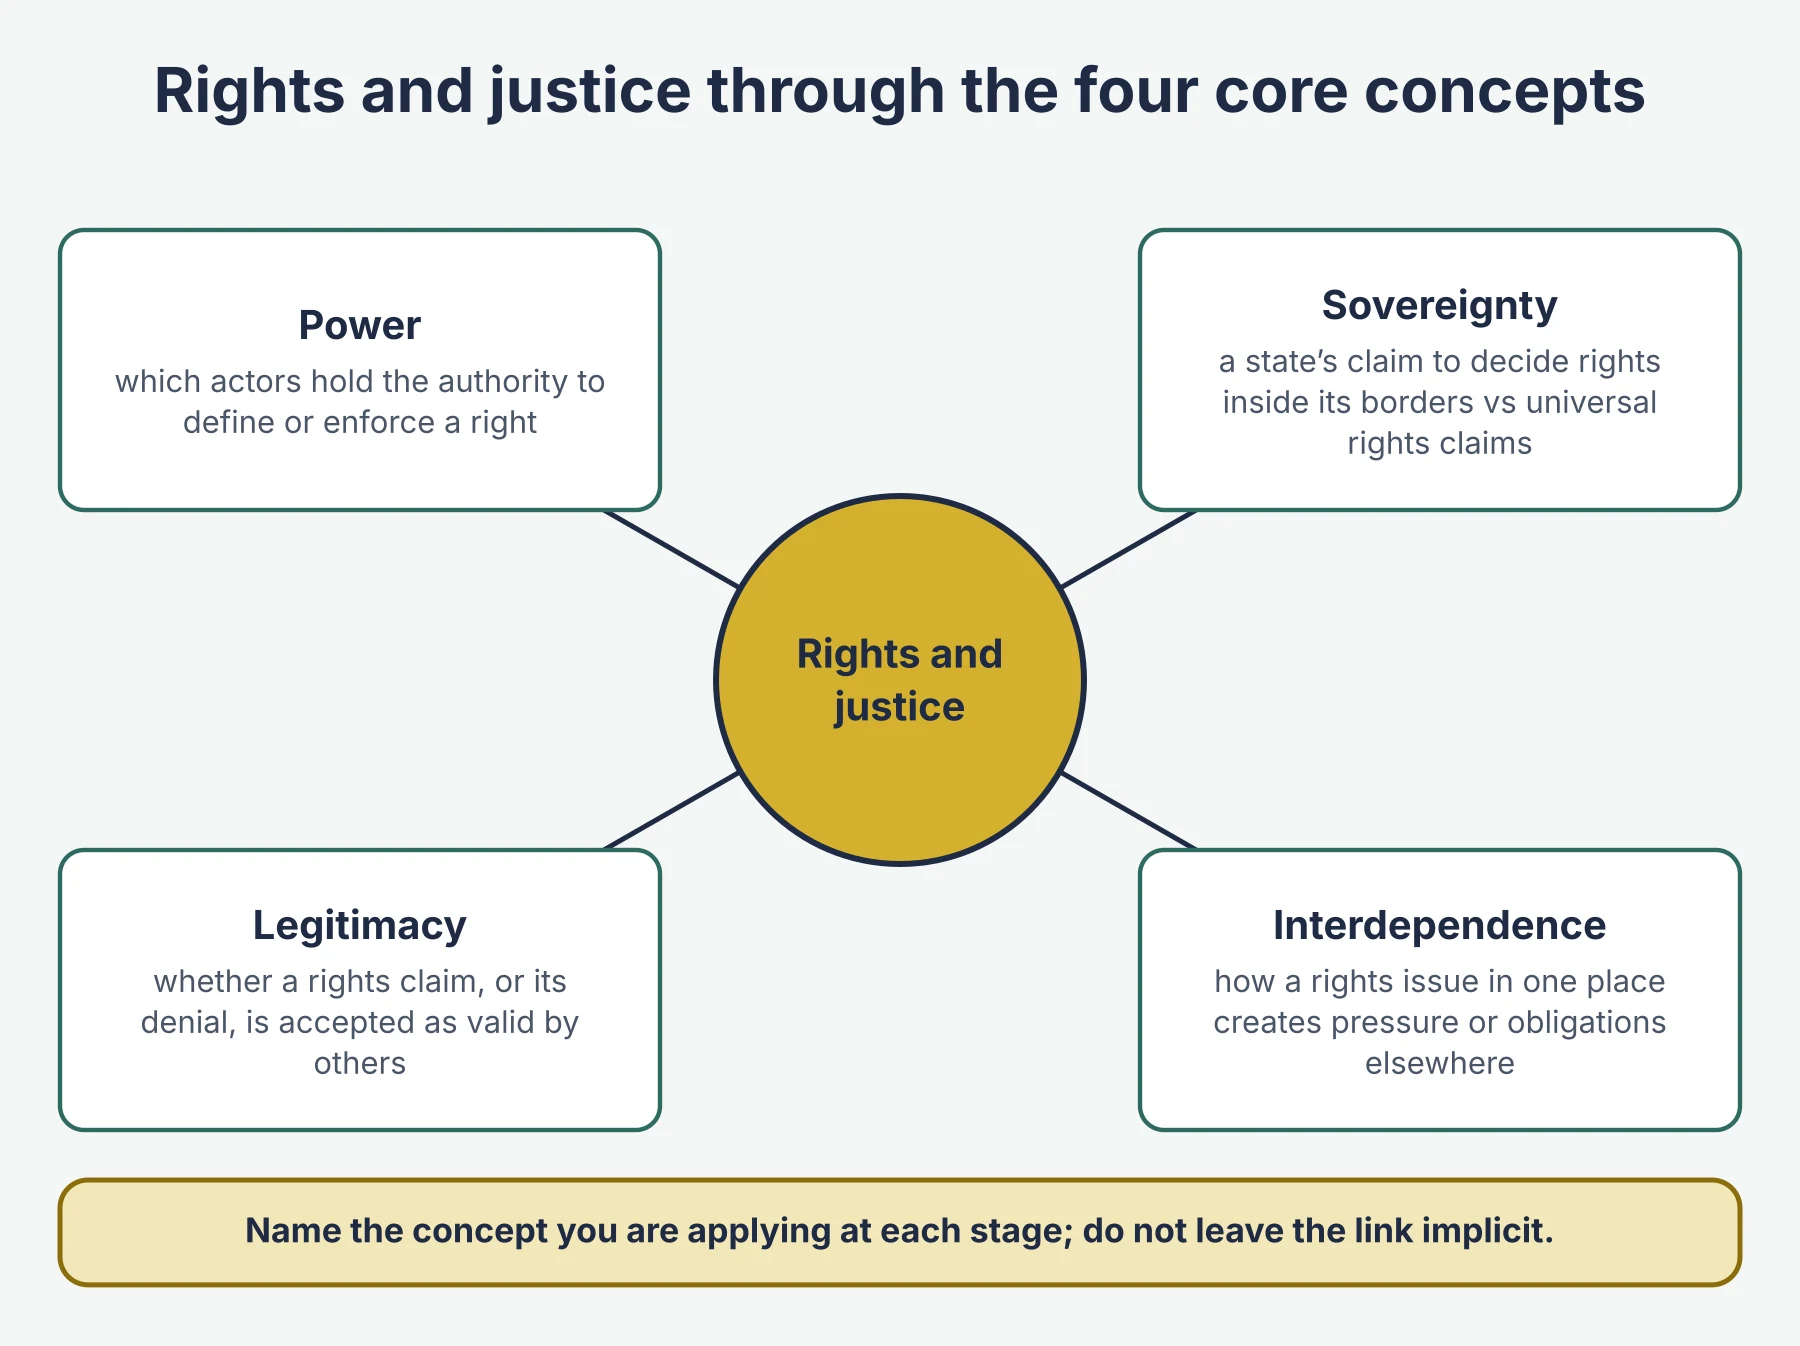 Rights and justice through the four core concepts
Power
which actors hold the authority to
define or enforce a right
Sovereignty
a state’s claim to decide rights
inside its borders vs universal
rights claims
Rights and
justice
Legitimacy
whether a rights claim, or its
denial, is accepted as valid by
others
Interdependence
how a rights issue in one place
creates pressure or obligations
elsewhere
Name the concept you are applying at each stage; do not leave the link implicit.